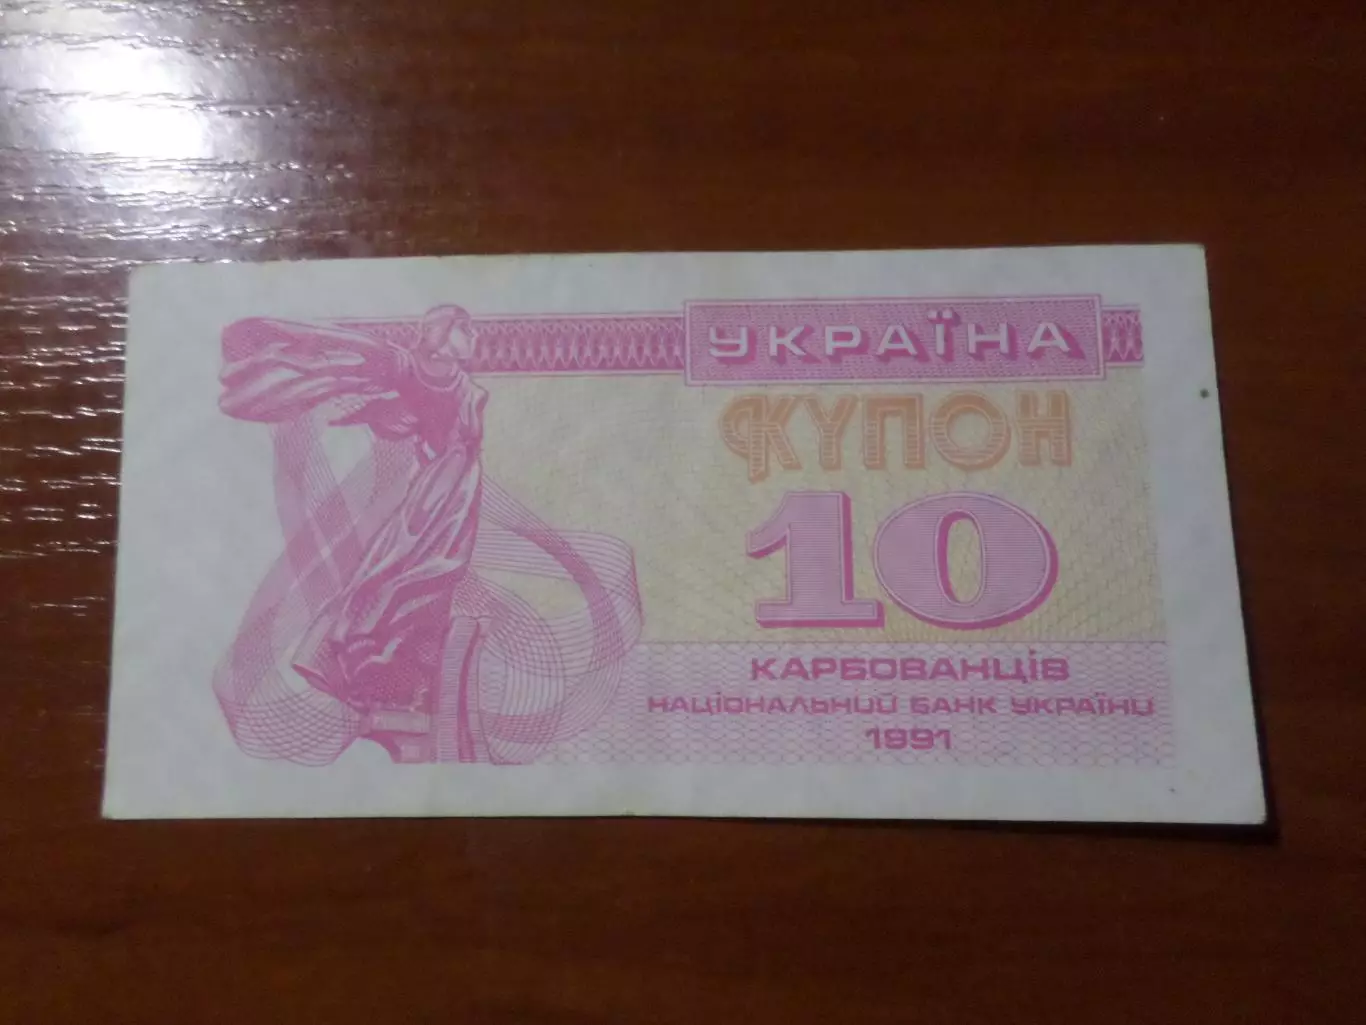 УКРАЇНА
КУПОН
10
КАРБОВАНЦІВ
НАЦІОНАЛЬНИЙ БАНК УКРАЇНИ
1991